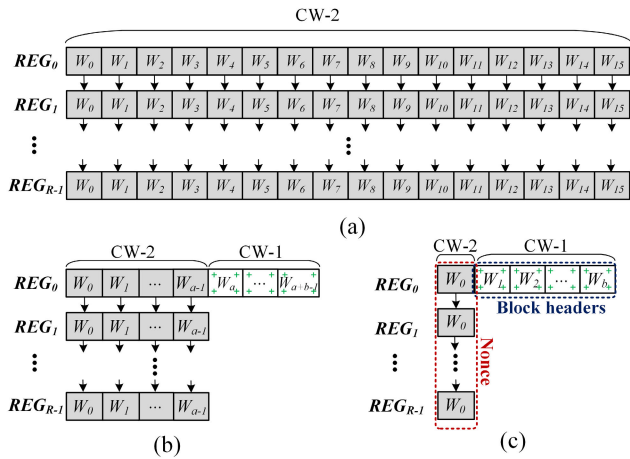 CW-2
REG0 W0 W1 W2 W3 W4 W5 W6 W7 W8 W9 W10 W11 W12 W13 W14 W15
REG1 W0 W1 W2 W3 W4 W5 W6 W7 W8 W9 W10 W11 W12 W13 W14 W15
REGR-1 W0 W1 W2 W3 W4 W5 W6 W7 W8 W9 W10 W11 W12 W13 W14 W15
(a)
CW-2 CW-1
REG0 W0 W1 ... Wa-1 Wa ... Wa+b-1
REG1 W0 W1 ... Wa-1
REGR-1 W0 W1 ... Wa-1
(b)
CW-2 CW-1
REG0 W0 W1 W2 ... Wb
Block headers
REG1 W0
Nonce
REGR-1 W0
(c)